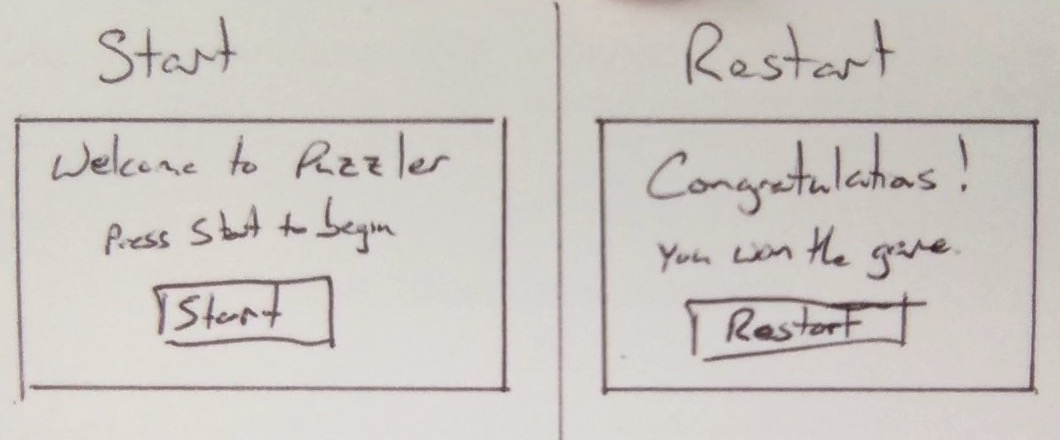 Start
Welcome to Puzzler
Press Start to begin
Start
Restart
Congratulations!
You won the game.
Restart